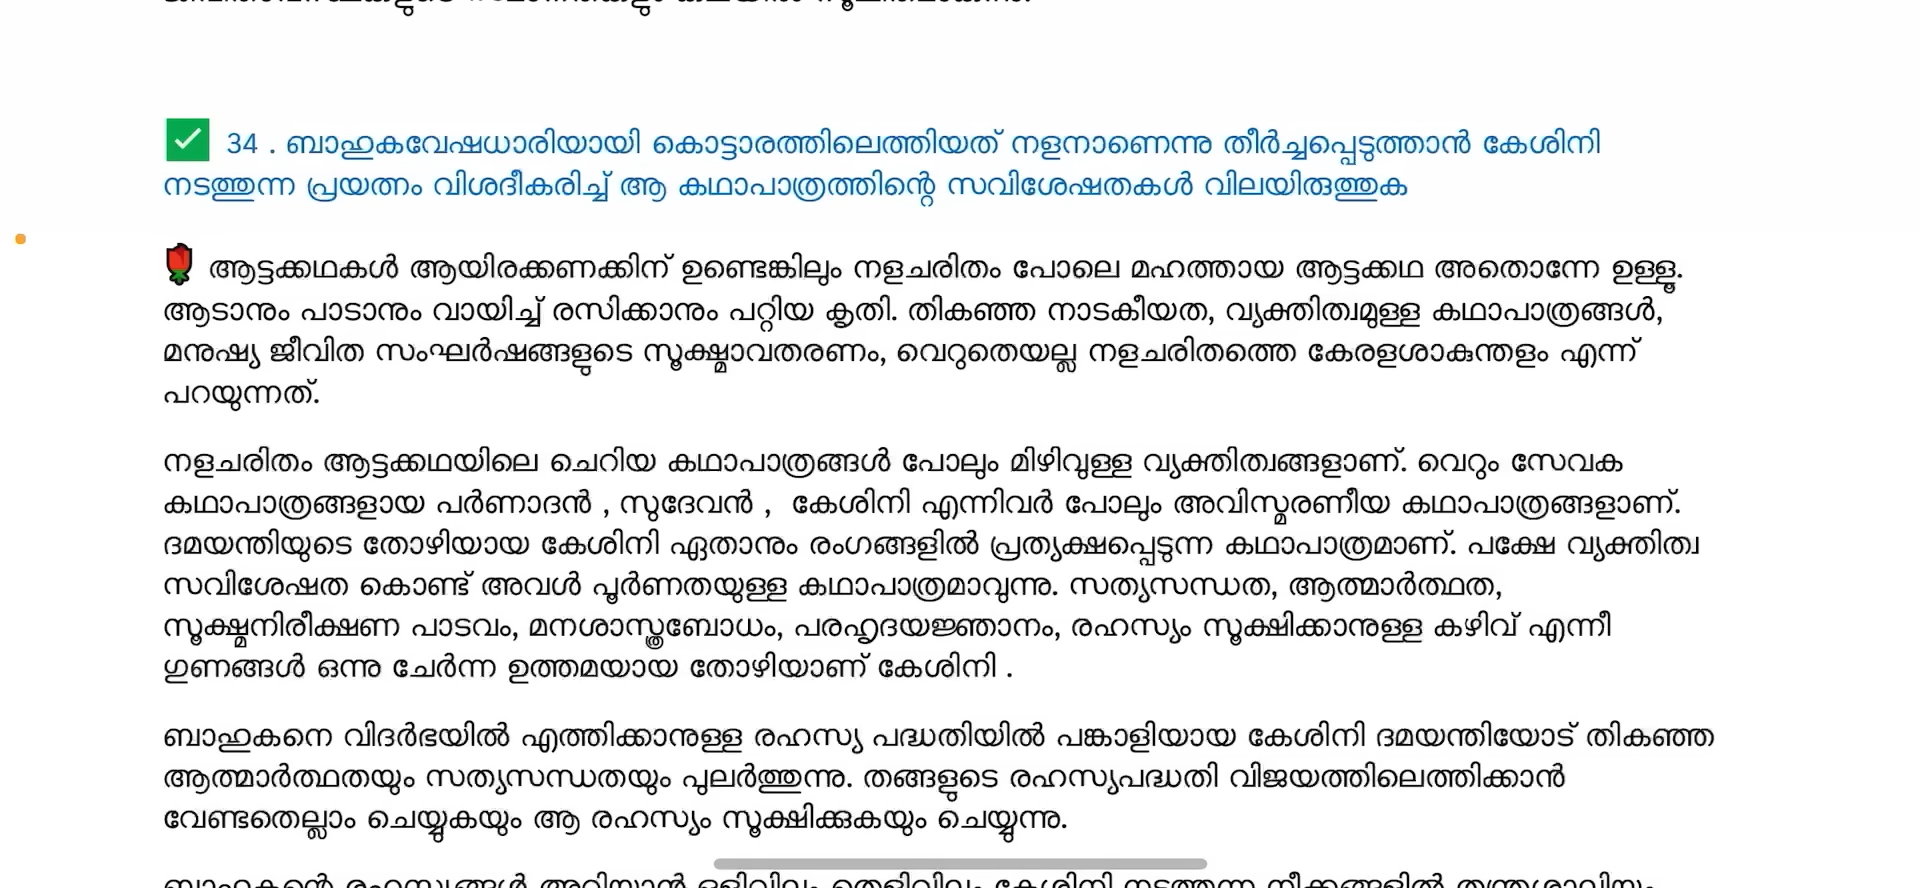 34 . ബാഹുകവേഷധാരിയായി കൊട്ടാരത്തിലെത്തിയത് നളനാണെന്നു തീർച്ചപ്പെടുത്താൻ കേശിനി
നടത്തുന്ന പ്രയത്നം വിശദീകരിച്ച് ആ കഥാപാത്രത്തിന്റെ സവിശേഷതകൾ വിലയിരുത്തുക
ആട്ടക്കഥകൾ ആയിരക്കണക്കിന് ഉണ്ടെങ്കിലും നളചരിതം പോലെ മഹത്തായ ആട്ടക്കഥ അതൊന്നേ ഉള്ളൂ.
ആടാനും പാടാനും വായിച്ച് രസിക്കാനും പറ്റിയ കൃതി. തികഞ്ഞ നാടകീയത, വ്യക്തിത്വമുള്ള കഥാപാത്രങ്ങൾ,
മനുഷ്യ ജീവിത സംഘർഷങ്ങളുടെ സൂക്ഷ്മാവതരണം, വെറുതെയല്ല നളചരിതത്തെ കേരളശാകുന്തളം എന്ന്
പറയുന്നത്.
നളചരിതം ആട്ടക്കഥയിലെ ചെറിയ കഥാപാത്രങ്ങൾ പോലും മിഴിവുള്ള വ്യക്തിത്വങ്ങളാണ്. വെറും സേവക
കഥാപാത്രങ്ങളായ പർണാദൻ , സുദേവൻ , കേശിനി എന്നിവർ പോലും അവിസ്മരണീയ കഥാപാത്രങ്ങളാണ്.
ദമയന്തിയുടെ തോഴിയായ കേശിനി ഏതാനും രംഗങ്ങളിൽ പ്രത്യക്ഷപ്പെടുന്ന കഥാപാത്രമാണ്. പക്ഷേ വ്യക്തിത്വ
സവിശേഷത കൊണ്ട് അവൾ പൂർണതയുള്ള കഥാപാത്രമാവുന്നു. സത്യസന്ധത, ആത്മാർത്ഥത,
സൂക്ഷ്മനിരീക്ഷണ പാടവം, മനശാസ്ത്രബോധം, പരഹൃദയജ്ഞാനം, രഹസ്യം സൂക്ഷിക്കാനുള്ള കഴിവ് എന്നീ
ഗുണങ്ങൾ ഒന്നു ചേർന്ന ഉത്തമയായ തോഴിയാണ് കേശിനി .
ബാഹുകനെ വിദർഭയിൽ എത്തിക്കാനുള്ള രഹസ്യ പദ്ധതിയിൽ പങ്കാളിയായ കേശിനി ദമയന്തിയോട് തികഞ്ഞ
ആത്മാർത്ഥതയും സത്യസന്ധതയും പുലർത്തുന്നു. തങ്ങളുടെ രഹസ്യപദ്ധതി വിജയത്തിലെത്തിക്കാൻ
വേണ്ടതെല്ലാം ചെയ്യുകയും ആ രഹസ്യം സൂക്ഷിക്കുകയും ചെയ്യുന്നു.